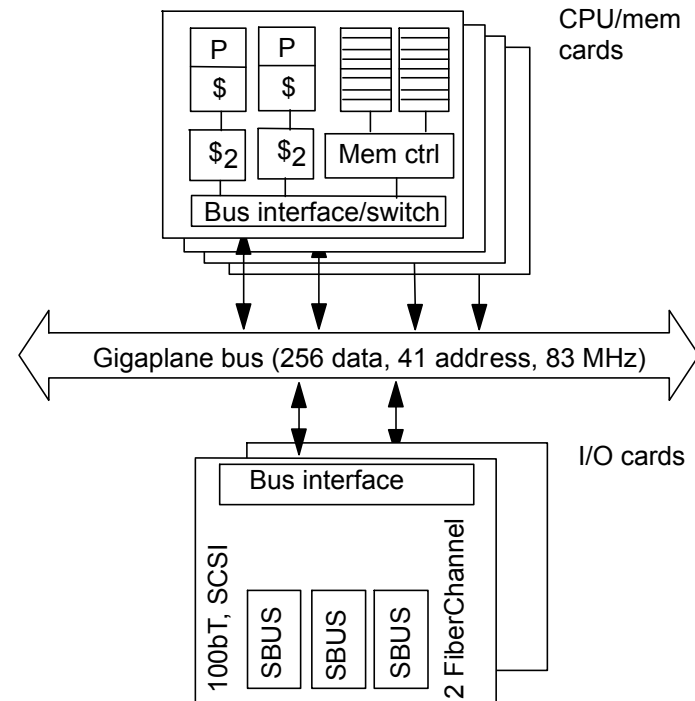 CPU/mem
cards
P
P
$
$
$2
$2
Mem ctrl
Bus interface/switch
Gigaplane bus (256 data, 41 address, 83 MHz)
I/O cards
Bus interface
100bT, SCSI
SBUS
SBUS
SBUS
2 FiberChannel